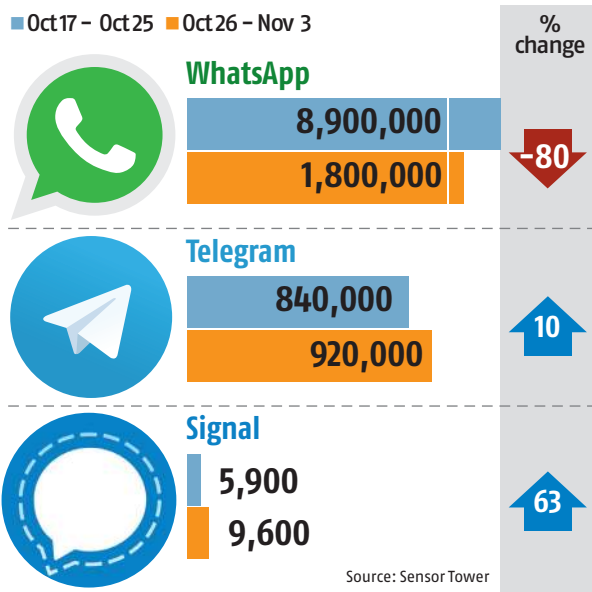 Oct 17 – Oct 25 Oct 26 – Nov 3
% change
WhatsApp
8,900,000
1,800,000
-80
Telegram
840,000
920,000
10
Signal
5,900
9,600
63
Source: Sensor Tower